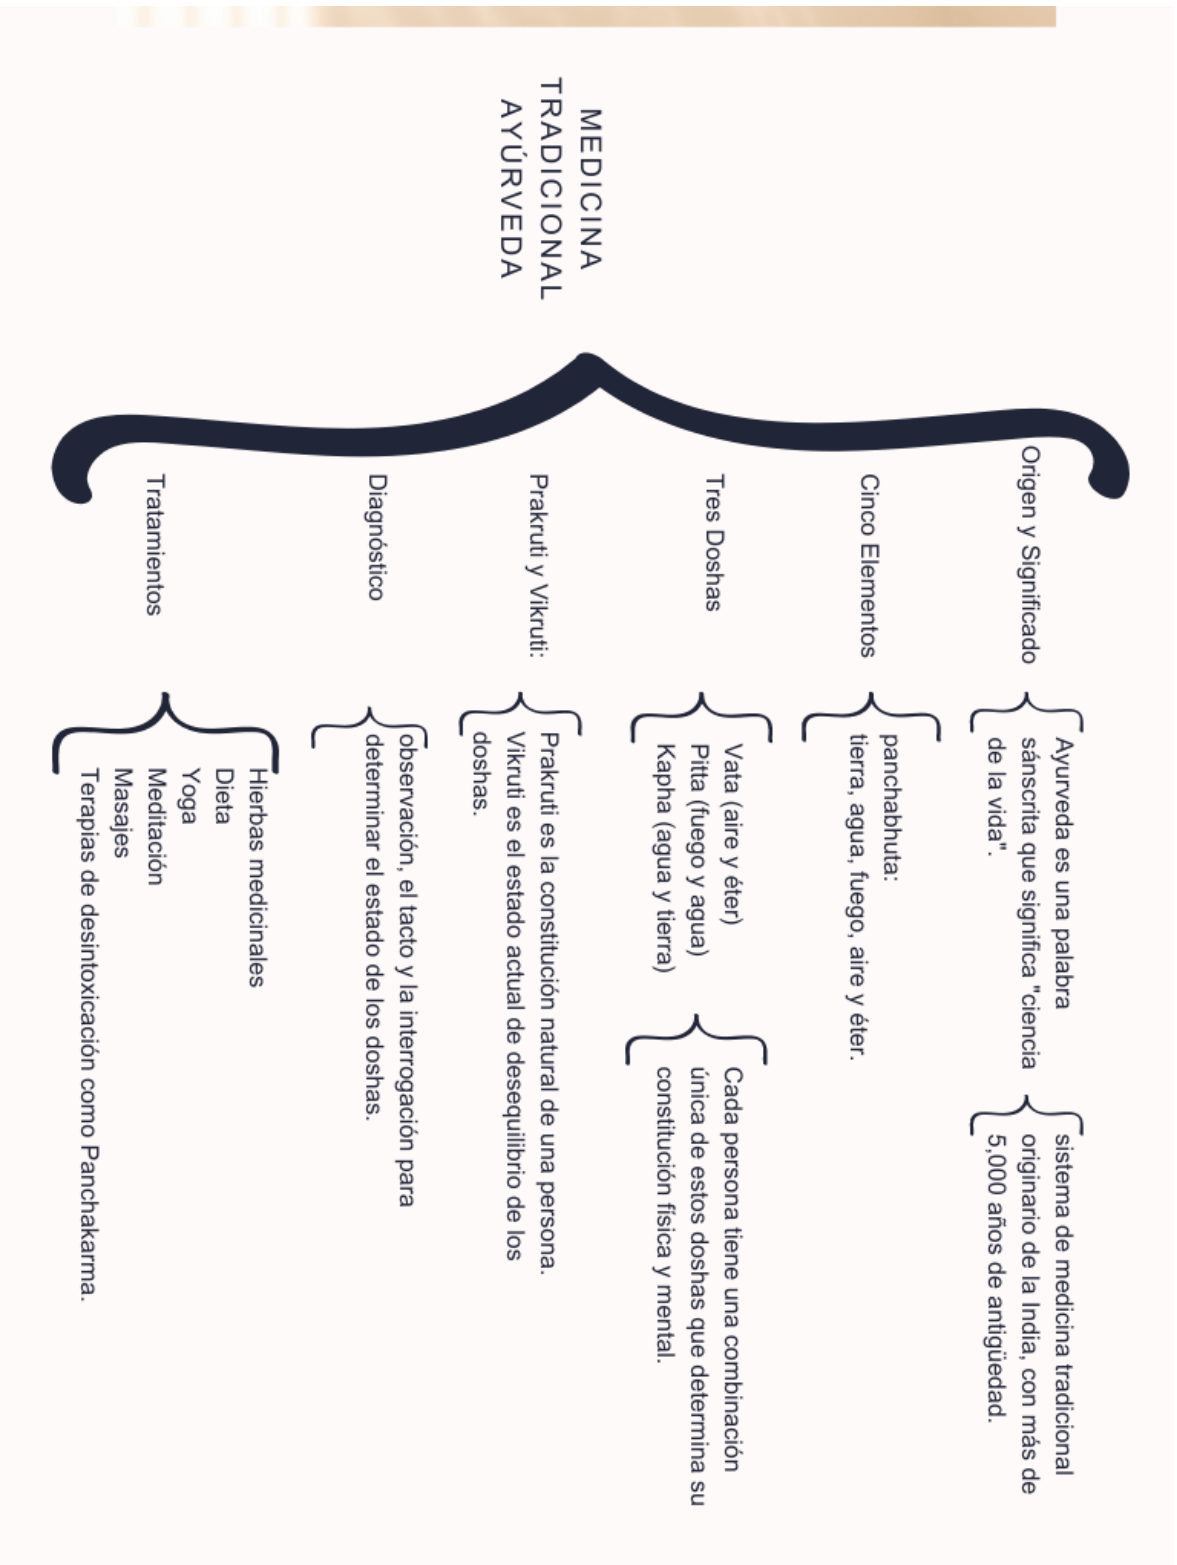 MEDICINA
TRADICIONAL
AYÚRVEDA
Origen y Significado
Ayurveda es una palabra
sánscrita que significa "ciencia
de la vida".
sistema de medicina tradicional
originario de la India, con más de
5,000 años de antigüedad.
Cinco Elementos
panchabhuta:
tierra, agua, fuego, aire y éter.
Tres Doshas
Vata (aire y éter)
Pitta (fuego y agua)
Kapha (agua y tierra)
Cada persona tiene una combinación
única de estos doshas que determina su
constitución física y mental.
Prakruti y Vikruti:
Prakruti es la constitución natural de una persona.
Vikruti es el estado actual de desequilibrio de los
doshas.
Diagnóstico
observación, el tacto y la interrogación para
determinar el estado de los doshas.
Tratamientos
Hierbas medicinales
Dieta
Yoga
Meditación
Masajes
Terapias de desintoxicación como Panchakarma.